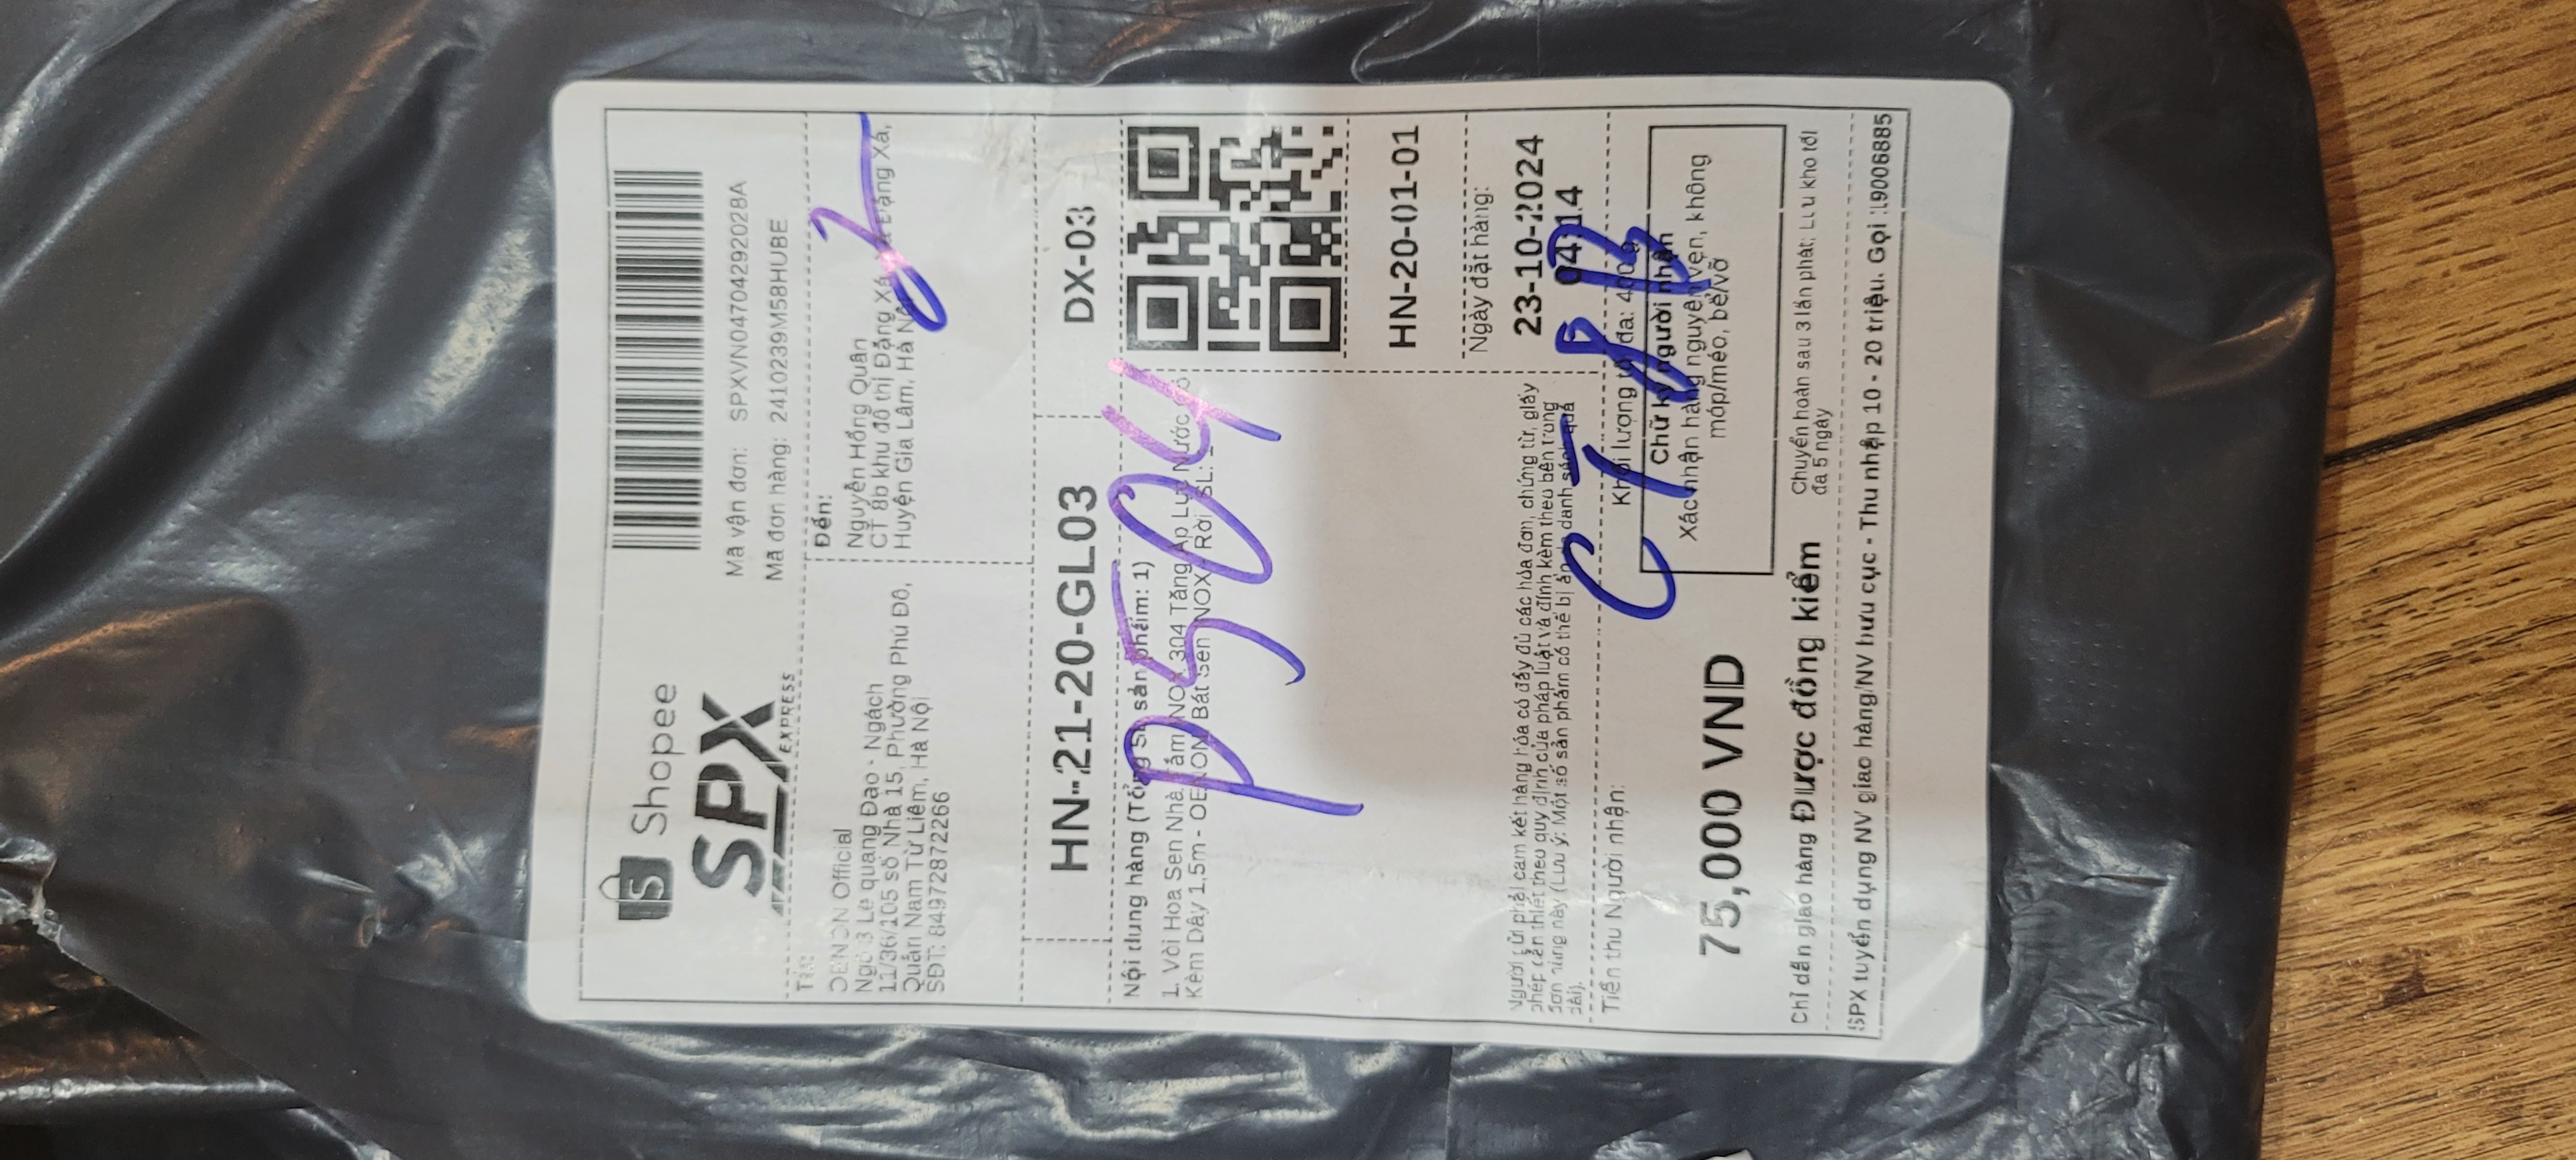 Shopee
SPX
EXPRESS
Mã vận đơn: SPXVN04704292028A
Mã đơn hàng: 2410239M58HUBE
Từ:
OENON Official
Ngõ 3 Lê quang Đạo - Ngách
11/36/105 số Nhà 15, Phường Phú Đô,
Quận Nam Từ Liêm, Hà Nội
SĐT: 84972872266
Đến:
Nguyễn Hồng Quân
CT 8b khu đô thị Đặng Xá, Xã Đặng Xá,
Huyện Gia Lâm, Hà Nội
2
HN-21-20-GL03
DX-03
Nội dung hàng (Tổng SL sản phẩm: 1)
1. Vòi Hoa Sen Nhà Tắm INOX 304 Tăng Áp Lực Nước Có
Kèm Dây 1,5m - OENON, Bát Sen INOX - Rời, SL: 1
P504
HN-20-01-01
Ngày đặt hàng:
23-10-2024
04:14
Người gửi phải cam kết hàng hóa có đầy đủ các hóa đơn, chứng từ, giấy
phép cần thiết theo quy định của pháp luật và đính kèm theo bên trong
đơn hàng này (Lưu ý: Một số sản phẩm có thể bị ẩn do danh sách quá
dài).
CT 8B
Tiền thu Người nhận:
75,000 VND
Khối lượng tối đa: 400 g
Chữ ký người nhận
Xác nhận hàng nguyên vẹn, không
móp/méo, bể/vỡ
Chỉ dẫn giao hàng Được đồng kiểm
Chuyển hoàn sau 3 lần phát; Lưu kho tối
đa 5 ngày
SPX tuyển dụng NV giao hàng/NV bưu cục - Thu nhập 10 - 20 triệu. Gọi 19006885